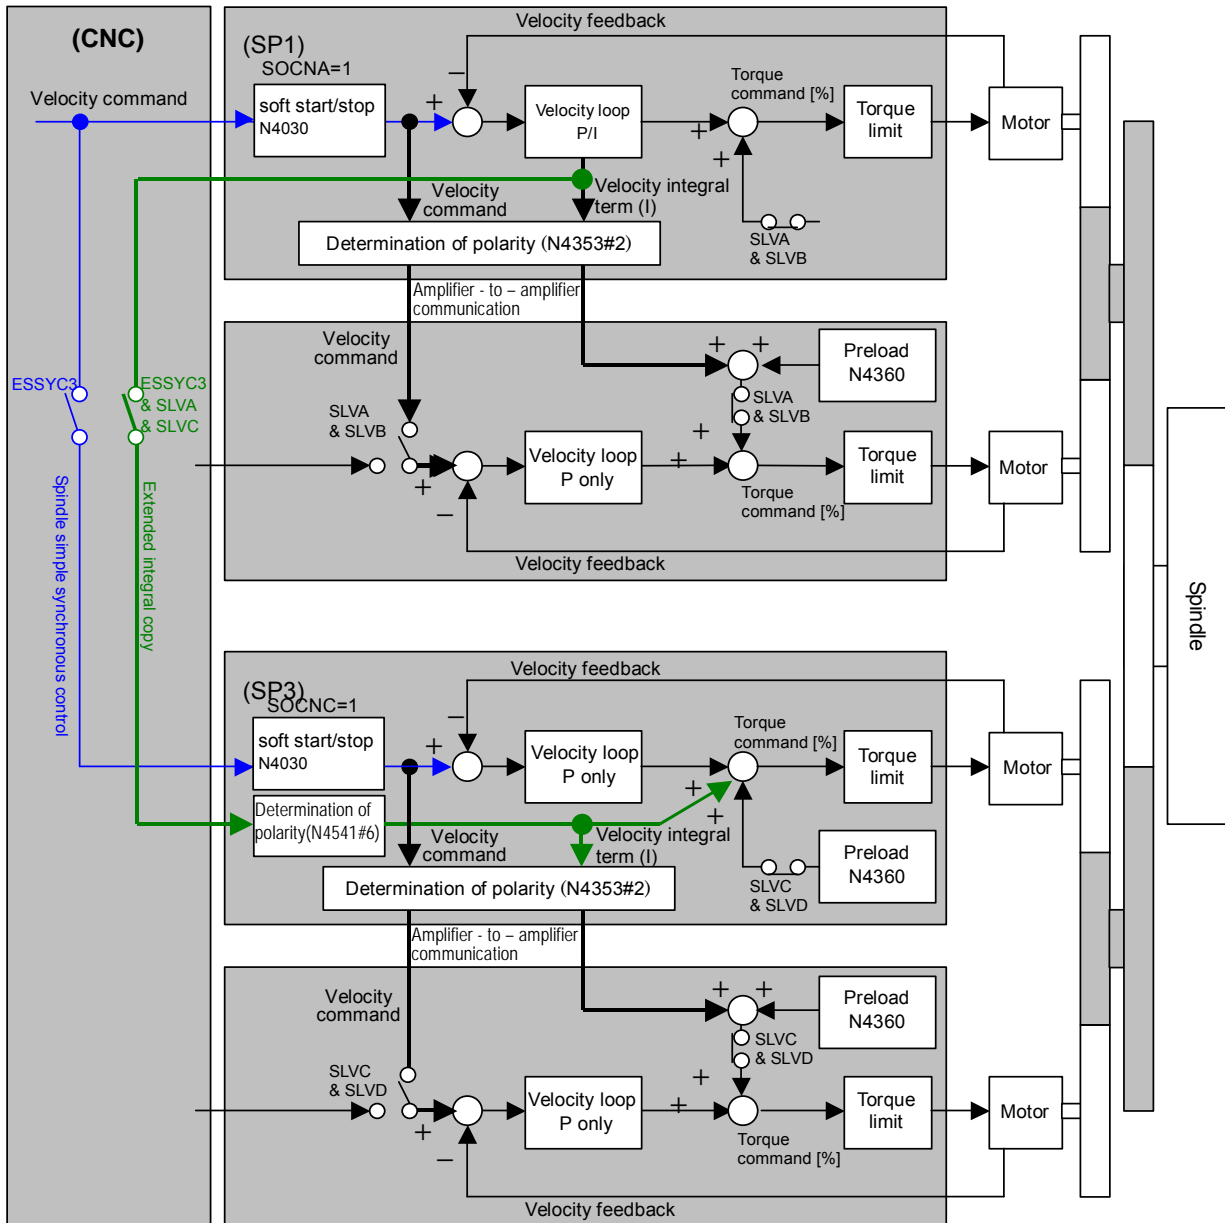 (CNC)
Velocity command
ESSYC3
ESSYC3
& SLVA
& SLVC
Spindle simple synchronous control
Extended integral copy
Velocity feedback
(SP1)
SOCNA=1
soft start/stop
N4030
+
−
Velocity loop
P/I
Torque
command [%]
+
+
Torque
limit
Motor
Velocity
command
Velocity integral
term (I)
SLVA
& SLVB
Determination of polarity (N4353#2)
Amplifier - to – amplifier
communication
Velocity
command
SLVA
& SLVB
+
−
Velocity loop
P only
+
+
+
+
Preload
N4360
SLVA
& SLVB
Torque
command [%]
Torque
limit
Motor
Velocity feedback
Spindle
Velocity feedback
(SP3)
SOCNC=1
soft start/stop
N4030
+
−
Velocity loop
P only
Torque
command [%]
+
+
Torque
limit
Motor
Determination of
polarity(N4541#6)
Velocity
command
Velocity integral
term (I)
SLVC
& SLVD
Preload
N4360
Determination of polarity (N4353#2)
Amplifier - to – amplifier
communication
Velocity
command
SLVC
& SLVD
+
−
Velocity loop
P only
+
+
+
+
Preload
N4360
SLVC
& SLVD
Torque
command [%]
Torque
limit
Motor
Velocity feedback